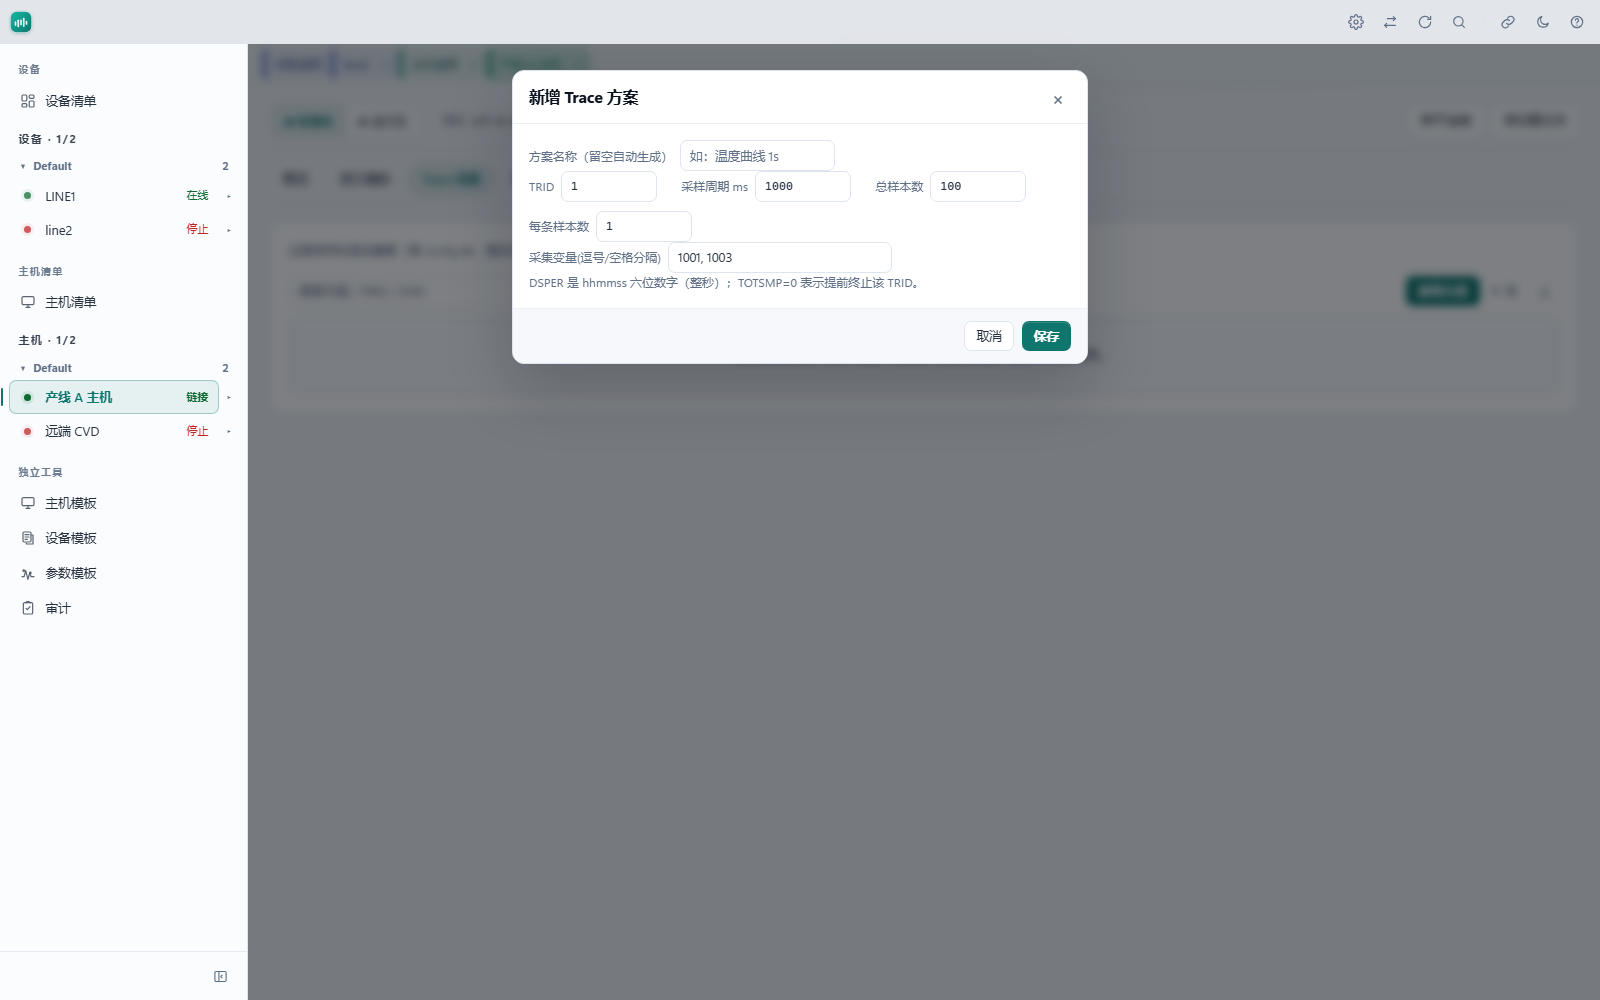 设备
设备清单
设备 · 1/2
Default 2
LINE1 在线
line2 停止
主机清单
主机清单
主机 · 1/2
Default 2
产线 A 主机 链接
远端 CVD 停止
独立工具
主机模板
设备模板
参数模板
审计
新增 Trace 方案
方案名称（留空自动生成） 如：温度曲线 1s
TRID 1 采样周期 ms 1000 总样本数 100
每条样本数 1
采集变量(逗号/空格分隔) 1001, 1003
DSPER 是 hhmmss 六位数字（整秒）；TOTSMP=0 表示提前终止该 TRID。
取消 保存